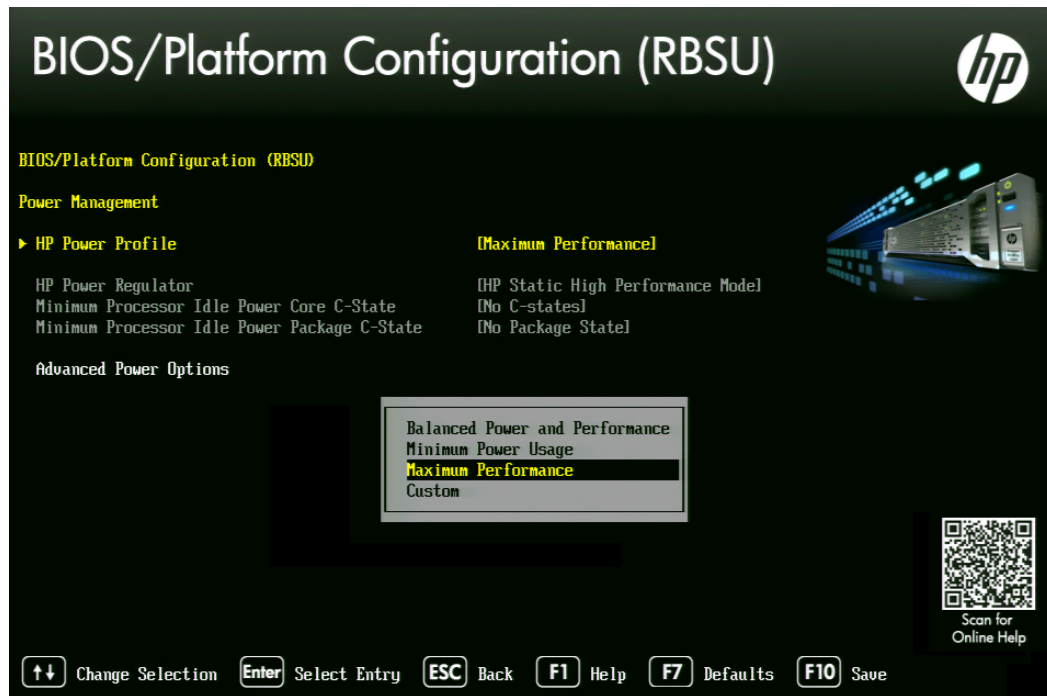 BIOS/Platform Configuration (RBSU)
hp
BIOS/Platform Configuration (RBSU)
Power Management
HP Power Profile [Maximum Performance]
HP Power Regulator [HP Static High Performance Mode]
Minimum Processor Idle Power Core C-State [No C-states]
Minimum Processor Idle Power Package C-State [No Package State]
Advanced Power Options
Balanced Power and Performance
Minimum Power Usage
Maximum Performance
Custom
Scan for
Online Help
↑↓ Change Selection Enter Select Entry ESC Back F1 Help F7 Defaults F10 Save